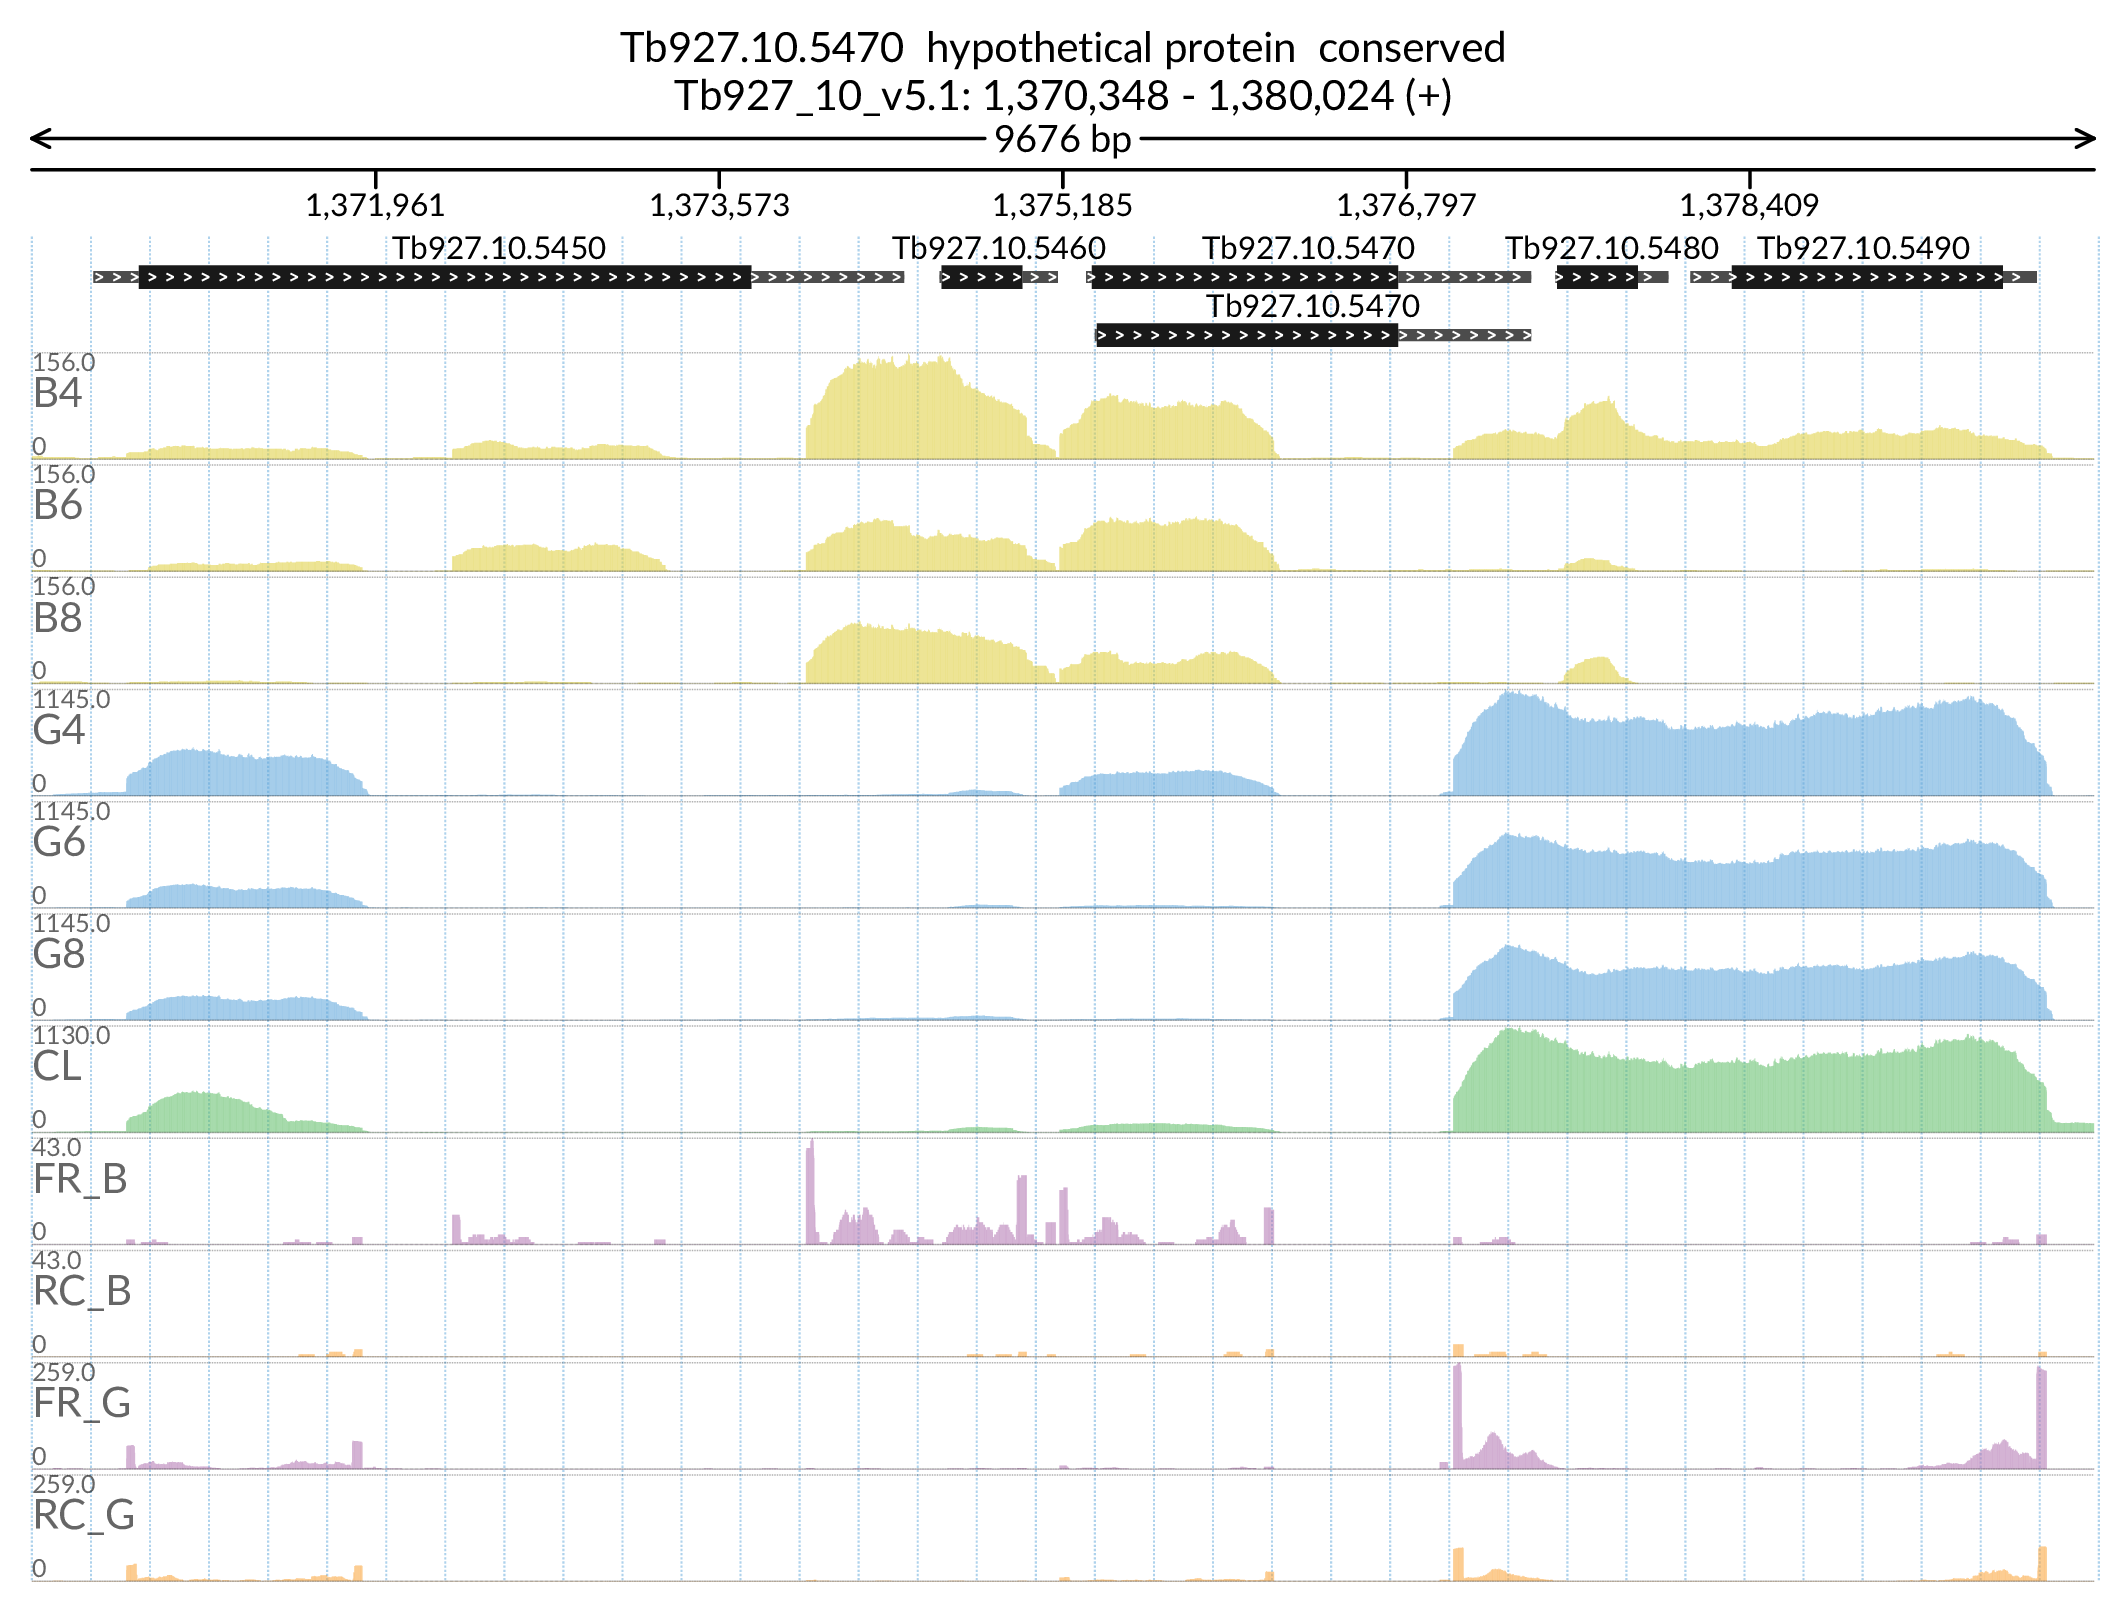 Tb927.10.5470  hypothetical protein  conserved
Tb927_10_v5.1: 1,370,348 - 1,380,024 (+)
9676 bp
1,371,961 1,373,573 1,375,185 1,376,797 1,378,409
Tb927.10.5450 Tb927.10.5460 Tb927.10.5470 Tb927.10.5480 Tb927.10.5490
Tb927.10.5470
156.0
B4
0
156.0
B6
0
156.0
B8
0
1145.0
G4
0
1145.0
G6
0
1145.0
G8
0
1130.0
CL
0
43.0
FR_B
0
43.0
RC_B
0
259.0
FR_G
0
259.0
RC_G
0